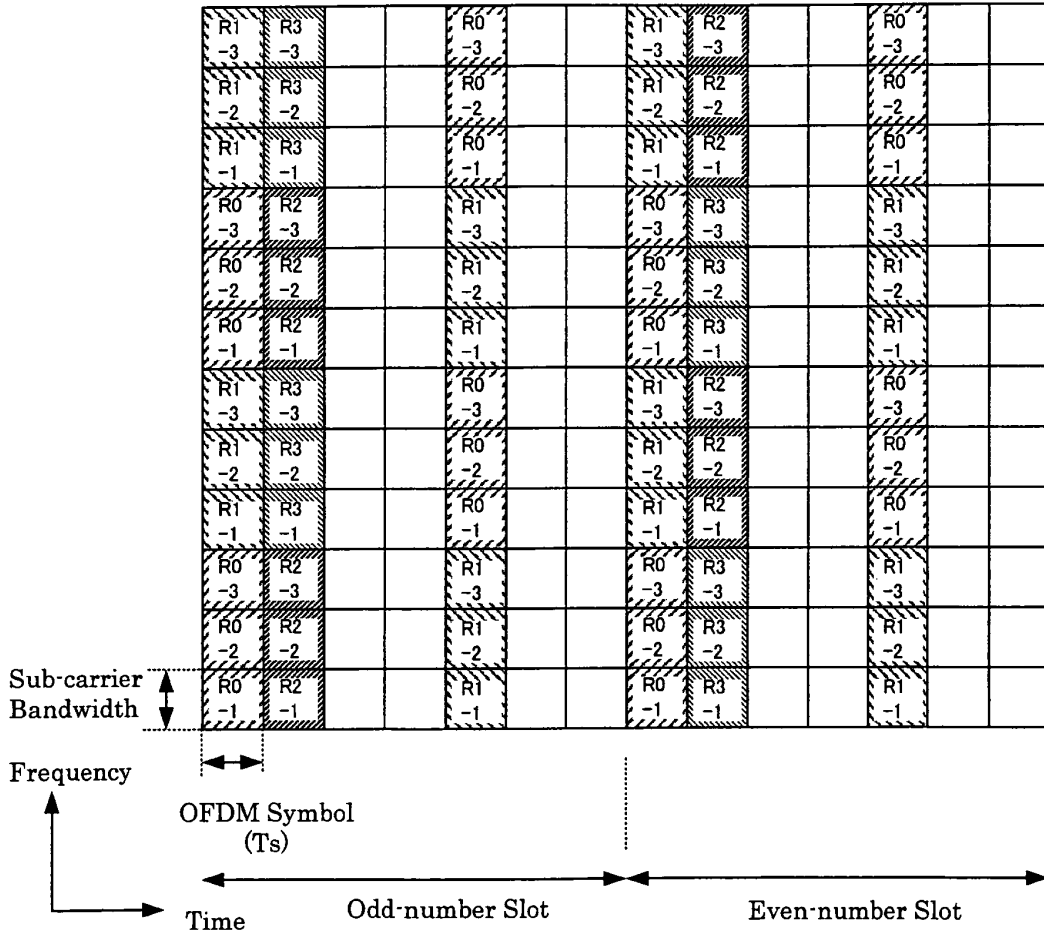 R1 R3 R0 R1 R2 R0
-3 -3 -3 -3 -3 -3
R1 R3 R0 R1 R2 R0
-2 -2 -2 -2 -2 -2
R1 R3 R0 R1 R2 R0
-1 -1 -1 -1 -1 -1
R0 R2 R1 R0 R3 R1
-3 -3 -3 -3 -3 -3
R0 R2 R1 R0 R3 R1
-2 -2 -2 -2 -2 -2
R0 R2 R1 R0 R3 R1
-1 -1 -1 -1 -1 -1
R1 R3 R0 R1 R2 R0
-3 -3 -3 -3 -3 -3
R1 R3 R0 R1 R2 R0
-2 -2 -2 -2 -2 -2
R1 R3 R0 R1 R2 R0
-1 -1 -1 -1 -1 -1
R0 R2 R1 R0 R3 R1
-3 -3 -3 -3 -3 -3
R0 R2 R1 R0 R3 R1
-2 -2 -2 -2 -2 -2
R0 R2 R1 R0 R3 R1
-1 -1 -1 -1 -1 -1
Sub-carrier
Bandwidth
Frequency
OFDM Symbol
(Ts)
Time
Odd-number Slot
Even-number Slot